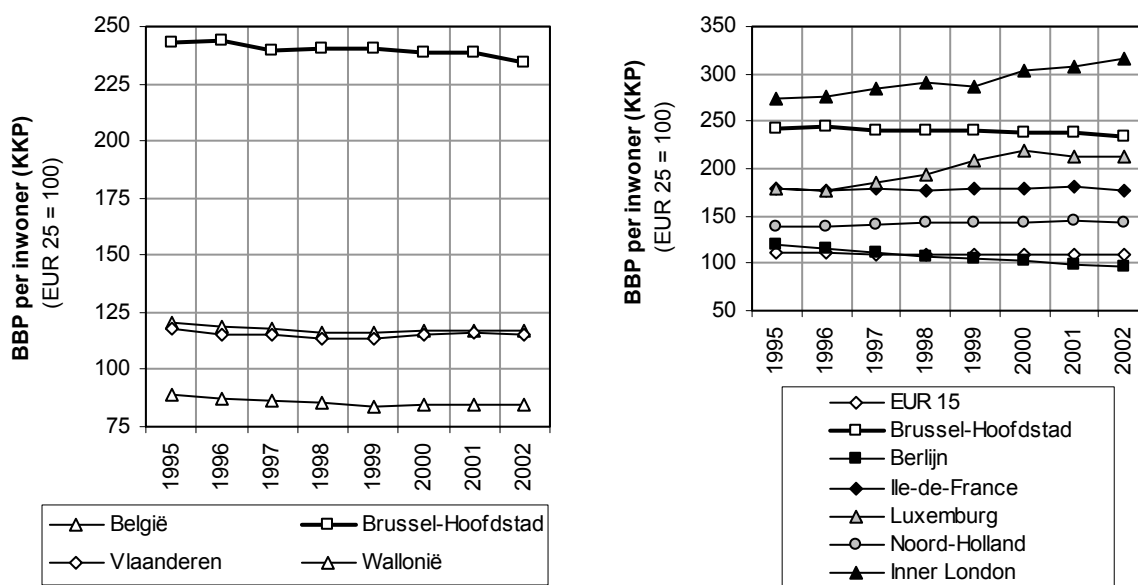 BBP per inwoner (KKP)
(EUR 25 = 100)
250
225
200
175
150
125
100
75
1995
1996
1997
1998
1999
2000
2001
2002
België
Brussel-Hoofdstad
Vlaanderen
Wallonië
BBP per inwoner (KKP)
(EUR 25 = 100)
350
300
250
200
150
100
50
1995
1996
1997
1998
1999
2000
2001
2002
EUR 15
Brussel-Hoofdstad
Berlijn
Ile-de-France
Luxemburg
Noord-Holland
Inner London